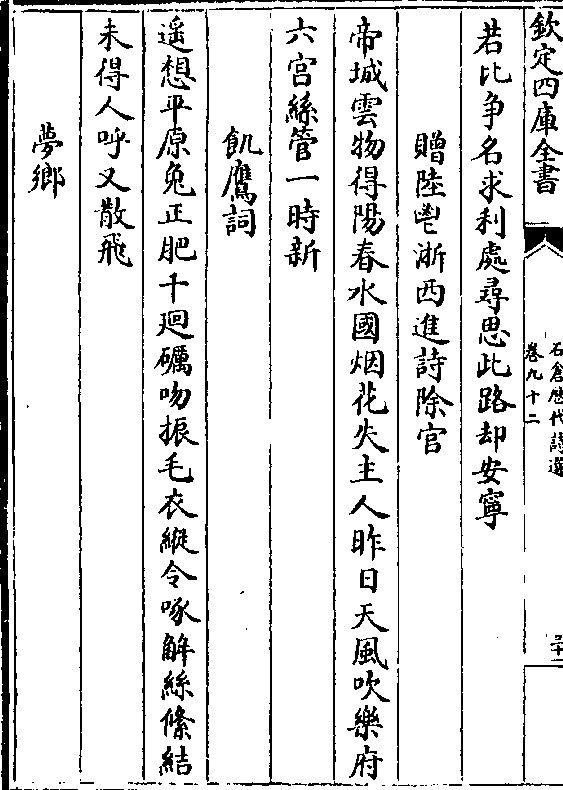 欽定四庫全書
石倉歷代詩選
卷九十二
三十二
若比争名求利處尋思此路却安寧
贈陸鬯浙西進詩除官
帝城雲物得陽春水國烟花失主人昨日天風吹樂府
六宫絲管一時新
飢鷹詞
遥想平原兔正肥千迴礪吻振毛衣縱令啄解絲絛結
未得人呼又散飛
夢鄉